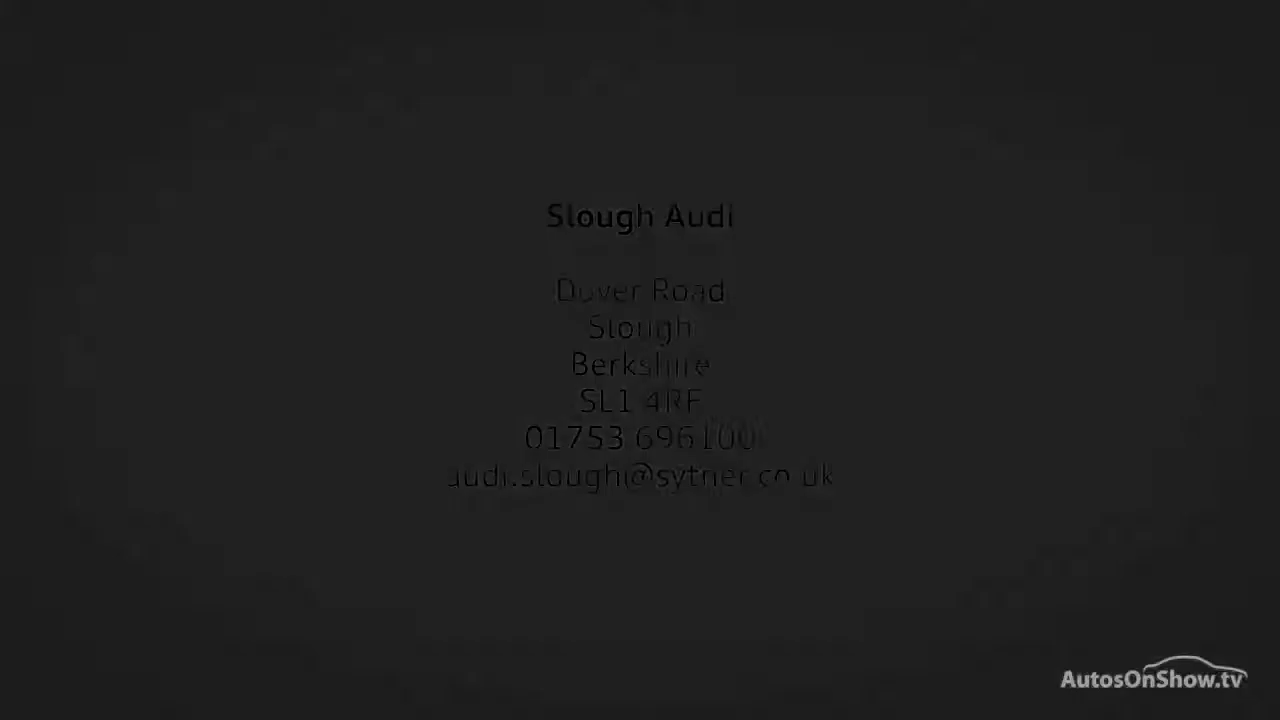 Slough Audi
Dover Road
Slough
Berkshire
SL1 4RF
01753 696100
audi.slough@sytner.co.uk
AutosOnShow.tv